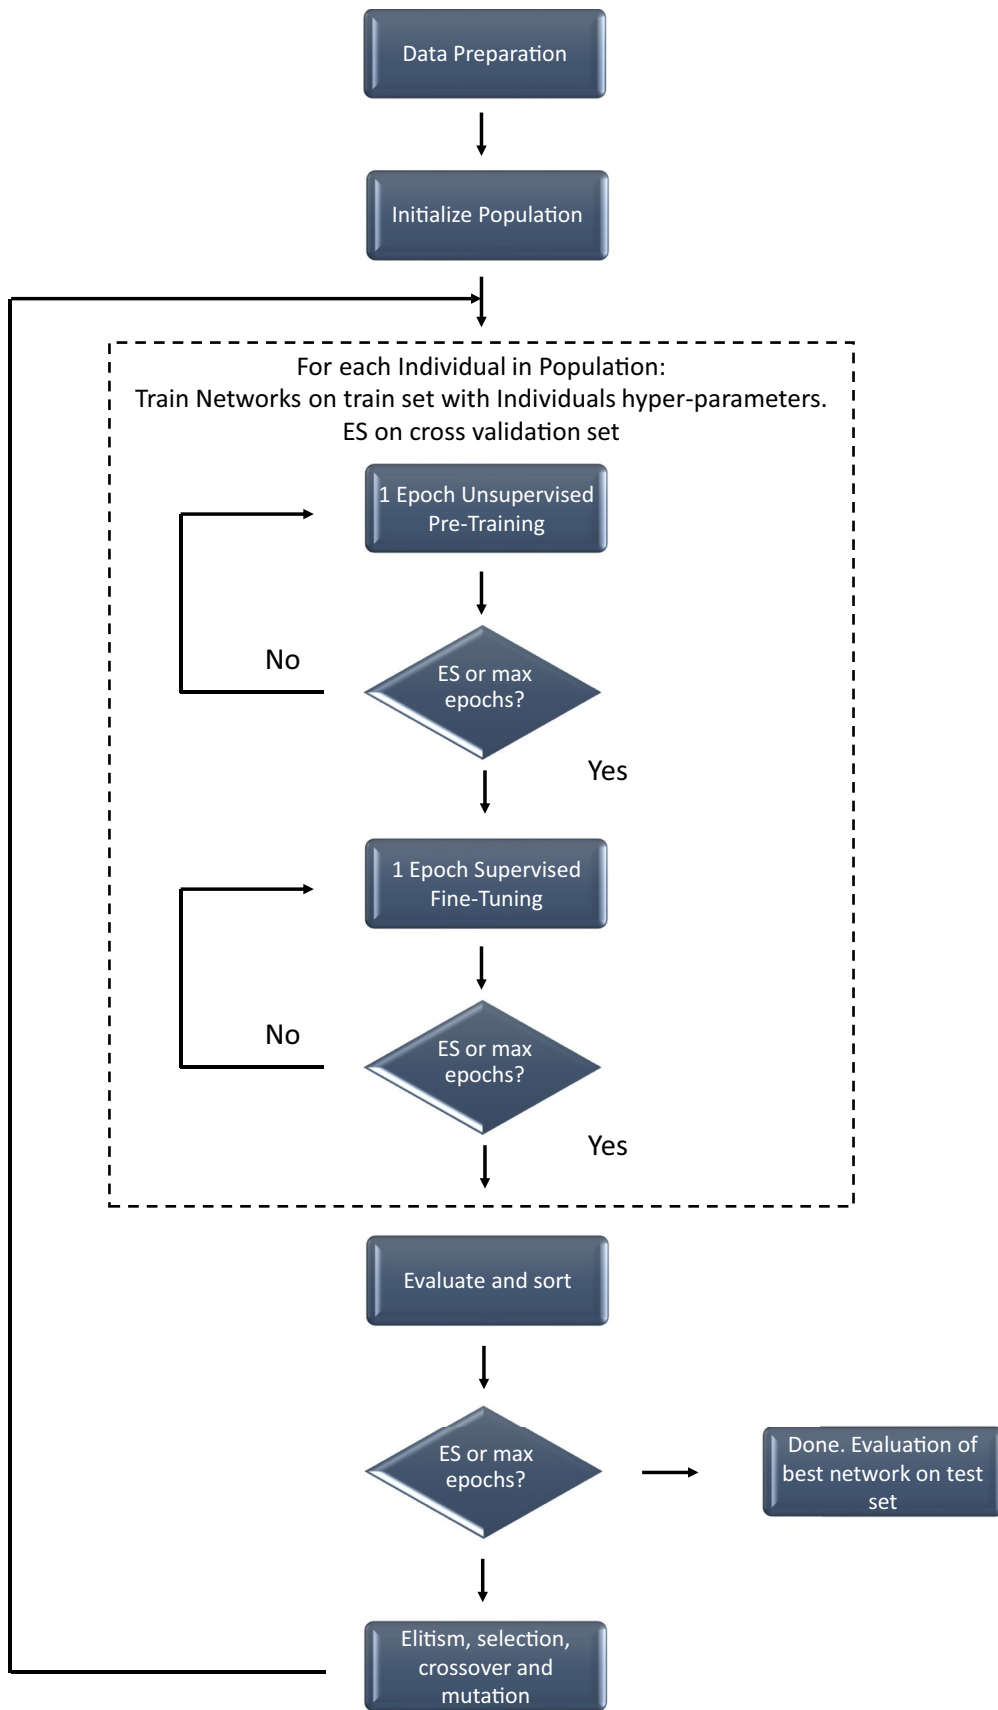 Data Preparation
Initialize Population
For each Individual in Population:
Train Networks on train set with Individuals hyper-parameters.
ES on cross validation set
1 Epoch Unsupervised
Pre-Training
No
ES or max
epochs?
Yes
1 Epoch Supervised
Fine-Tuning
No
ES or max
epochs?
Yes
Evaluate and sort
ES or max
epochs?
Done. Evaluation of
best network on test
set
Elitism, selection,
crossover and
mutation